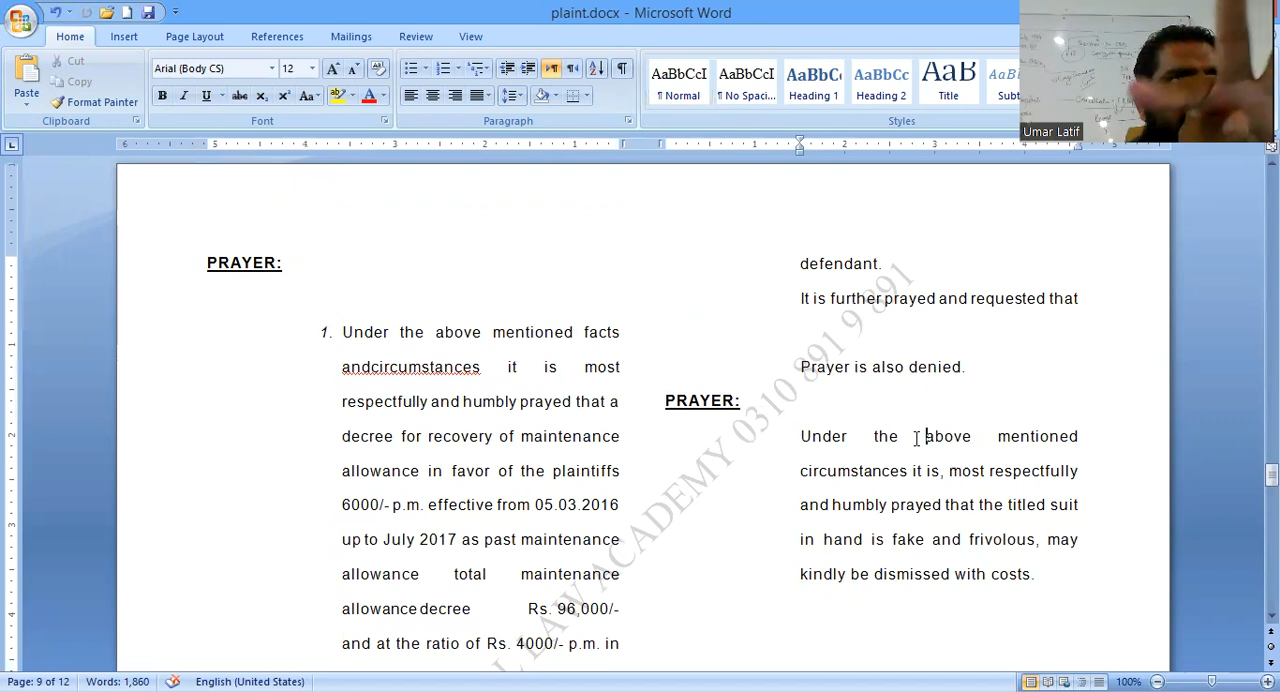 plaint.docx - Microsoft Word
Home Insert Page Layout References Mailings Review View
Paste
Cut
Copy
Format Painter
Clipboard
Arial (Body CS) 12
Font
Paragraph
AaBbCcI AaBbCcI AaBbC AaBbCc AaB AaBbC
¶ Normal ¶ No Spaci... Heading 1 Heading 2 Title Subt
Styles
Umar Latif
PRAYER:
1. Under the above mentioned facts
andcircumstances it is most
respectfully and humbly prayed that a
decree for recovery of maintenance
allowance in favor of the plaintiffs
6000/- p.m. effective from 05.03.2016
up to July 2017 as past maintenance
allowance total maintenance
allowance decree Rs. 96,000/-
and at the ratio of Rs. 4000/- p.m. in
defendant.
It is further prayed and requested that
Prayer is also denied.
PRAYER:
Under the above mentioned
circumstances it is, most respectfully
and humbly prayed that the titled suit
in hand is fake and frivolous, may
kindly be dismissed with costs.
LAW ACADEMY 0310 891 9 891
Page: 9 of 12 Words: 1,860 English (United States) 100%